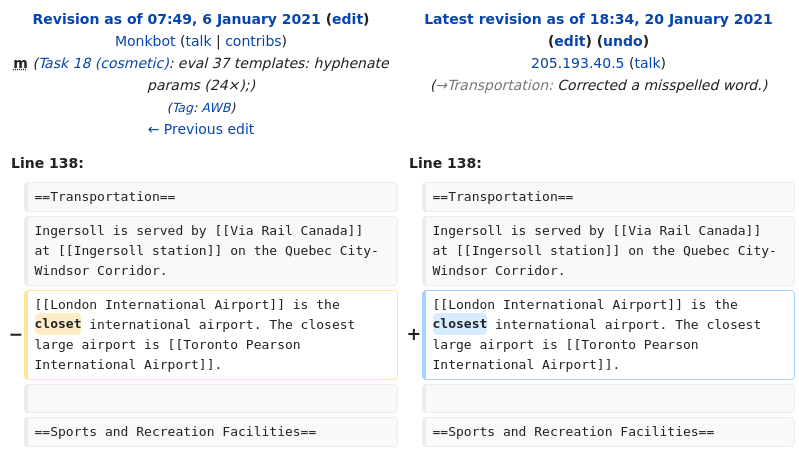 Revision as of 07:49, 6 January 2021 (edit)
Monkbot (talk | contribs)
m (Task 18 (cosmetic): eval 37 templates: hyphenate
params (24×);)
(Tag: AWB)
← Previous edit
Latest revision as of 18:34, 20 January 2021
(edit) (undo)
205.193.40.5 (talk)
(→Transportation: Corrected a misspelled word.)
Line 138:
==Transportation==
Ingersoll is served by [[Via Rail Canada]]
at [[Ingersoll station]] on the Quebec City-
Windsor Corridor.
− [[London International Airport]] is the
closet international airport. The closest
large airport is [[Toronto Pearson
International Airport]].
==Sports and Recreation Facilities==
Line 138:
==Transportation==
Ingersoll is served by [[Via Rail Canada]]
at [[Ingersoll station]] on the Quebec City-
Windsor Corridor.
+ [[London International Airport]] is the
closest international airport. The closest
large airport is [[Toronto Pearson
International Airport]].
==Sports and Recreation Facilities==